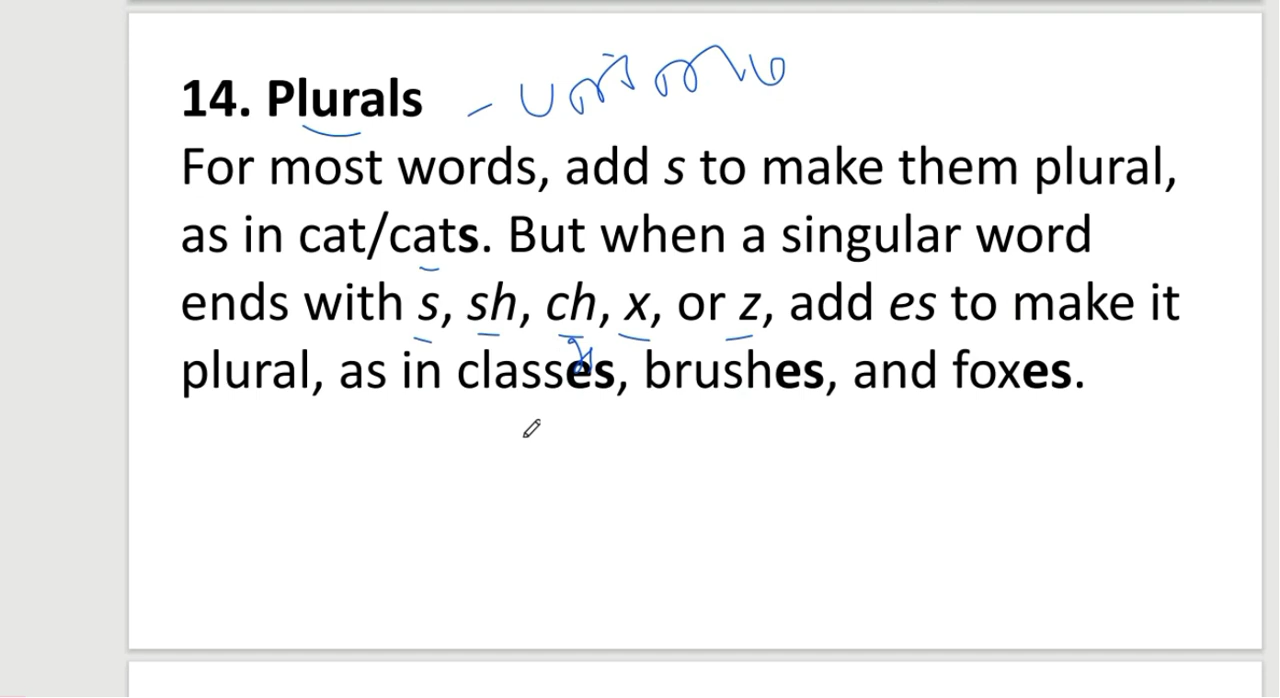 14. Plurals
For most words, add s to make them plural,
as in cat/cats. But when a singular word
ends with s, sh, ch, x, or z, add es to make it
plural, as in classes, brushes, and foxes.